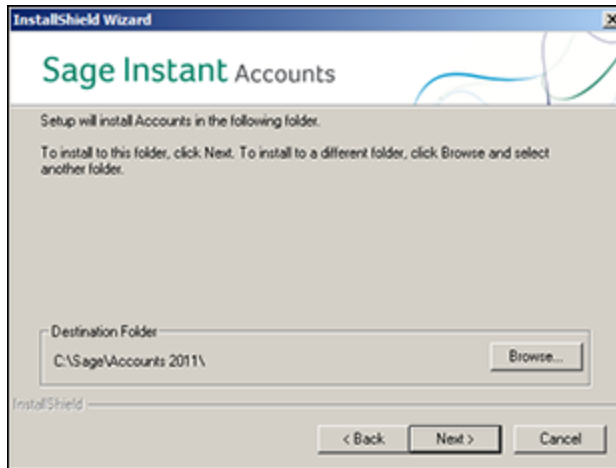 InstallShield Wizard
Sage Instant Accounts
Setup will install Accounts in the following folder.
To install to this folder, click Next. To install to a different folder, click Browse and select
another folder.
Destination Folder
C:\Sage\Accounts 2011\
Browse...
InstallShield
< Back
Next >
Cancel